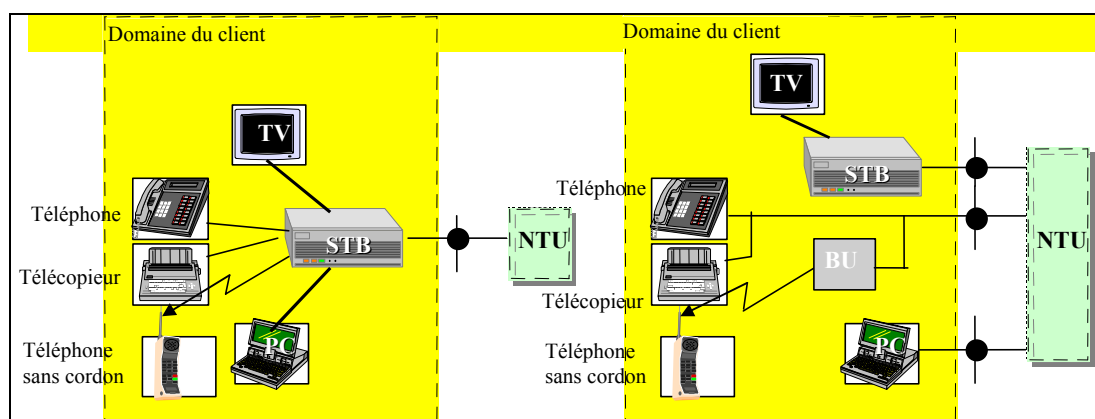 Domaine du client
TV
Téléphone
STB
NTU
Télécopieur
Téléphone
sans cordon
PC
Domaine du client
TV
STB
Téléphone
BU
NTU
Télécopieur
Téléphone
sans cordon
PC